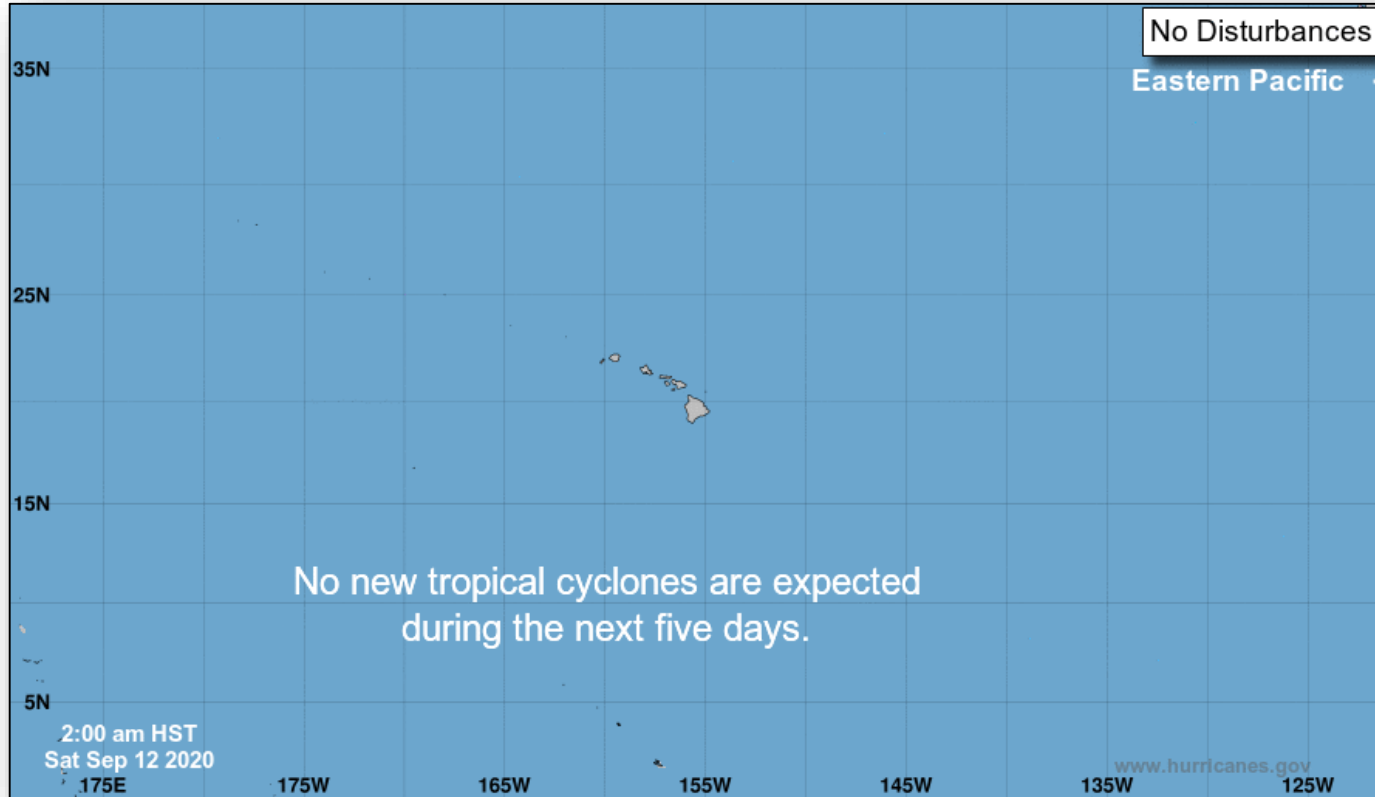 No Disturbances
Eastern Pacific
35N
25N
15N
No new tropical cyclones are expected
during the next five days.
5N
2:00 am HST
Sat Sep 12 2020
www.hurricanes.gov
175E 175W 165W 155W 145W 135W 125W